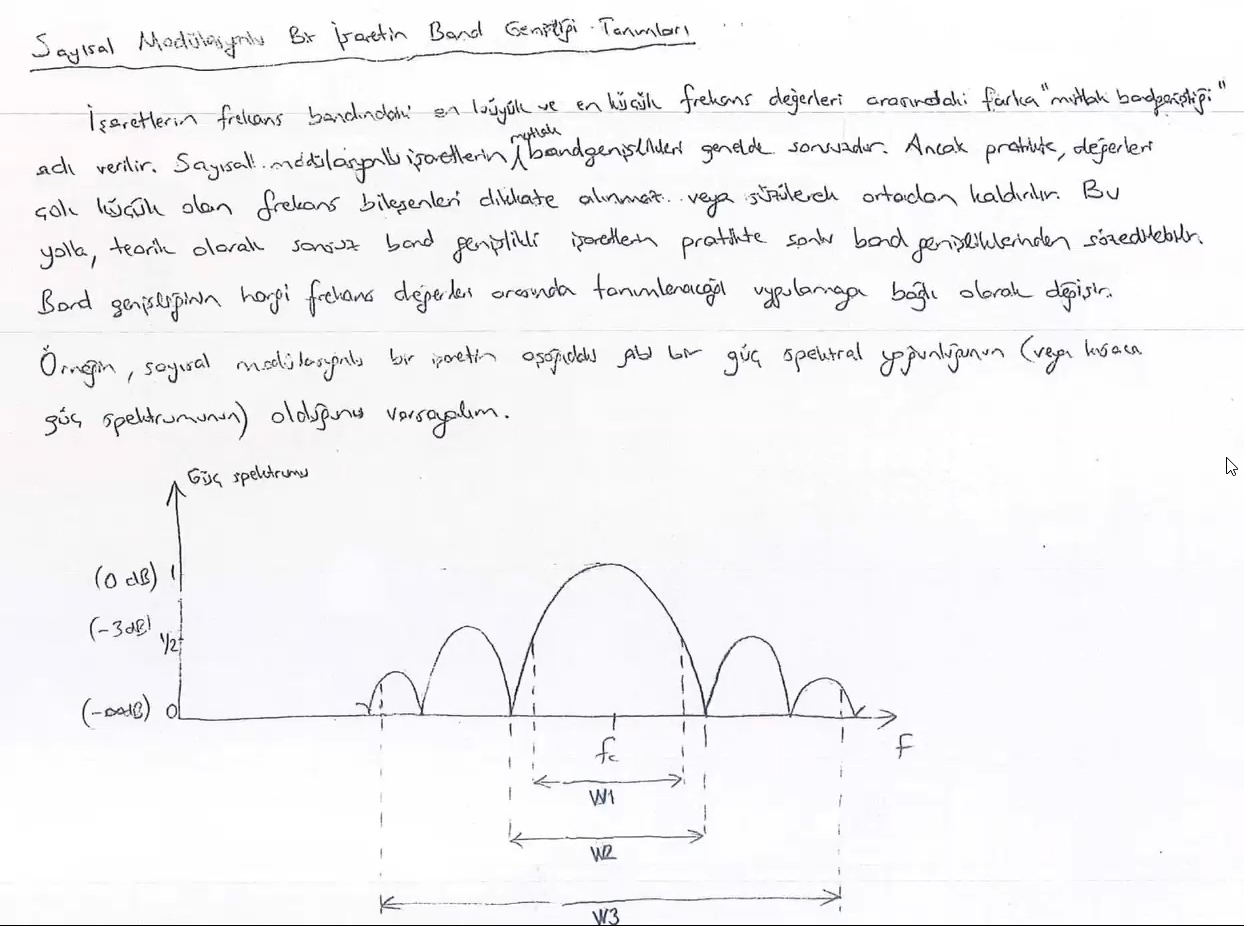 Sayısal Modülasyonlu Bir İşaretin Band Genişliği Tanımları
İşaretlerin frekans bandındaki en büyük ve en küçük frekans değerleri arasındaki farka "mutlak bandgenişliği"
adı verilir. Sayısal modülasyonlu işaretlerin mutlak bandgenişlikleri genelde sonsuzdur. Ancak pratikte, değerleri
çok küçük olan frekans bileşenleri dikkate alınmaz veya süzülerek ortadan kaldırılır. Bu
yolla, teorik olarak sonsuz band genişlikli işaretlerin pratikte sonlu band genişliklerinden sözedilebilir.
Band genişliğinin hangi frekans değerleri arasında tanımlanacağı uygulamaya bağlı olarak değişir.
Örneğin, sayısal modülasyonlu bir işaretin aşağıdaki gibi bir güç spektral yoğunluğunun (veya kısaca
güç spektrumunun) olduğunu varsayalım.
Güç spektrumu
(0 dB) 1
(-3dB) 1/2
(-∞dB) 0
fc
f
W1
W2
W3